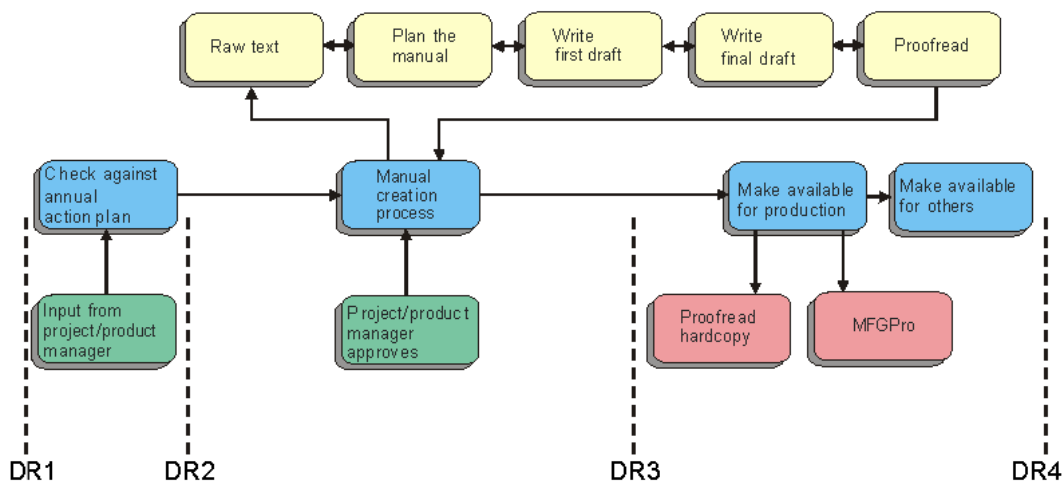 Raw text
Plan the
manual
Write
first draft
Write
final draft
Proofread
Check against
annual
action plan
Manual
creation
process
Make available
for production
Make available
for others
Input from
project/product
manager
Project/product
manager
approves
Proofread
hardcopy
MFGPro
DR1
DR2
DR3
DR4